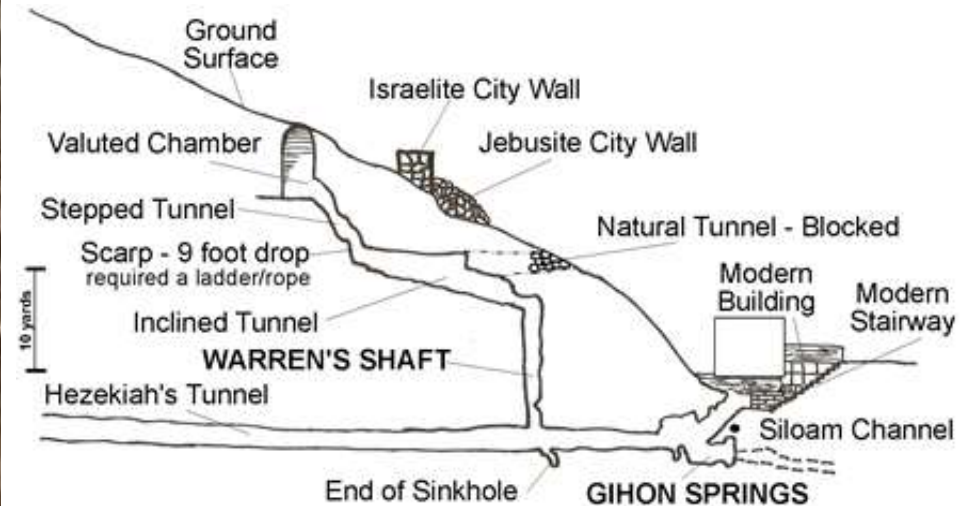 Ground
Surface
Israelite City Wall
Valuted Chamber
Jebusite City Wall
Stepped Tunnel
Natural Tunnel - Blocked
Scarp - 9 foot drop
required a ladder/rope
Modern
Building
Modern
Stairway
10 yards
Inclined Tunnel
WARREN'S SHAFT
Hezekiah's Tunnel
Siloam Channel
End of Sinkhole
GIHON SPRINGS